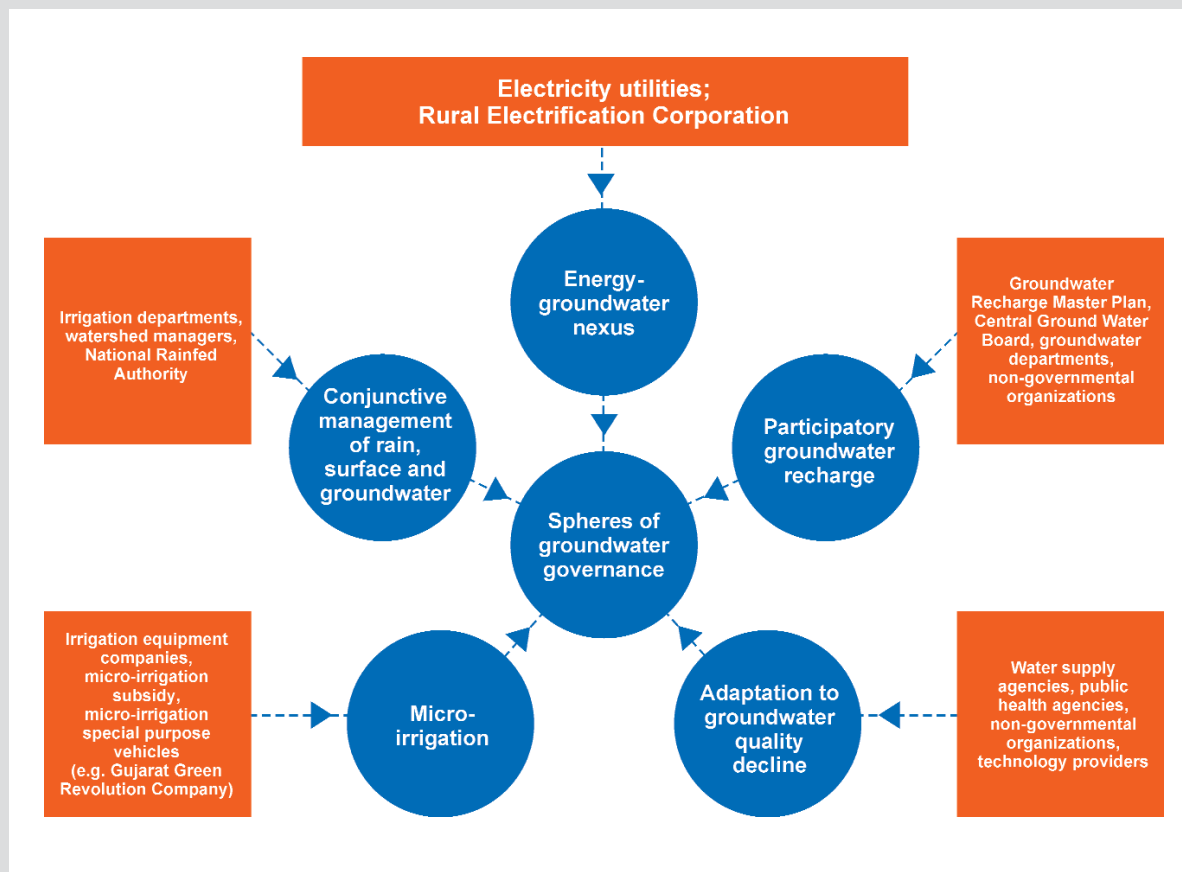 Electricity utilities;
Rural Electrification Corporation
Energy-
groundwater
nexus
Irrigation departments,
watershed managers,
National Rainfed
Authority
Groundwater
Recharge Master Plan,
Central Ground Water
Board, groundwater
departments,
non-governmental
organizations
Conjunctive
management
of rain,
surface and
groundwater
Participatory
groundwater
recharge
Spheres of
groundwater
governance
Irrigation equipment
companies,
micro-irrigation
subsidy,
micro-irrigation
special purpose
vehicles
(e.g. Gujarat Green
Revolution Company)
Micro-
irrigation
Adaptation to
groundwater
quality
decline
Water supply
agencies, public
health agencies,
non-governmental
organizations,
technology providers